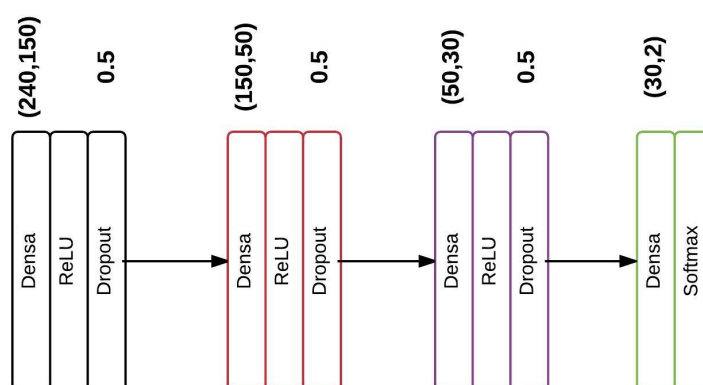 (240,150)
0.5
(150,50)
0.5
(50,30)
0.5
(30,2)
Densa
ReLU
Dropout
Densa
ReLU
Dropout
Densa
ReLU
Dropout
Densa
Softmax